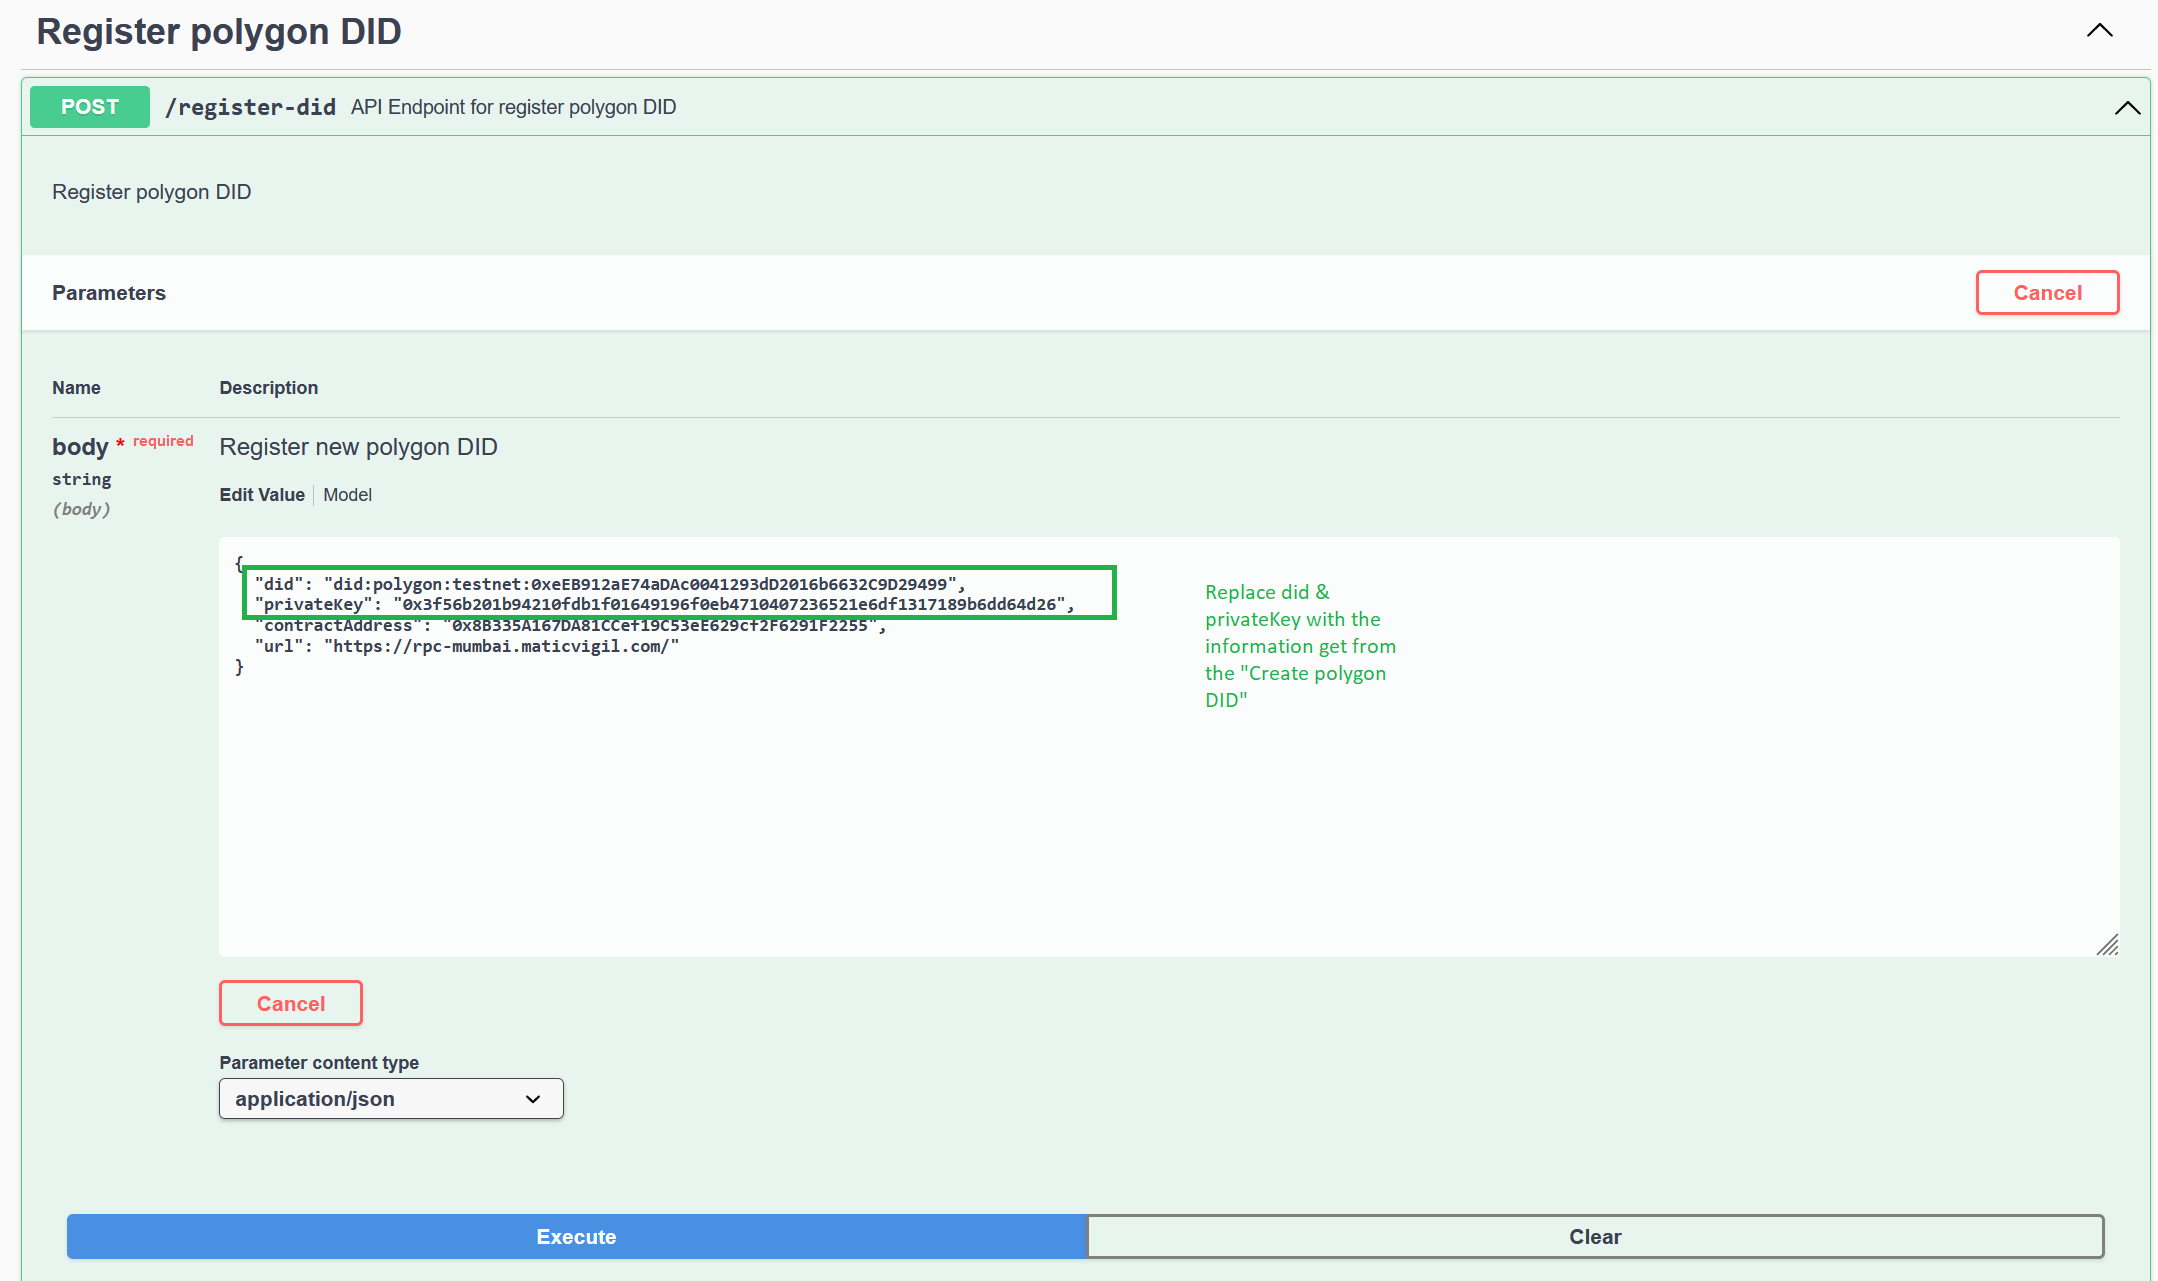 Register polygon DID
POST /register-did API Endpoint for register polygon DID
Register polygon DID
Parameters
Cancel
Name Description
body * required
string
(body)
Register new polygon DID
Edit Value Model
{
"did": "did:polygon:testnet:0xeEB912aE74aDAc0041293dD2016b6632C9D29499",
"privateKey": "0x3f56b201b94210fdb1f01649196f0eb4710407236521e6df1317189b6dd64d26",
"contractAddress": "0x8B335A167DA81CCef19C53eE629cf2F6291F2255",
"url": "https://rpc-mumbai.maticvigil.com/"
}
Replace did &
privateKey with the
information get from
the "Create polygon
DID"
Cancel
Parameter content type
application/json
Execute
Clear